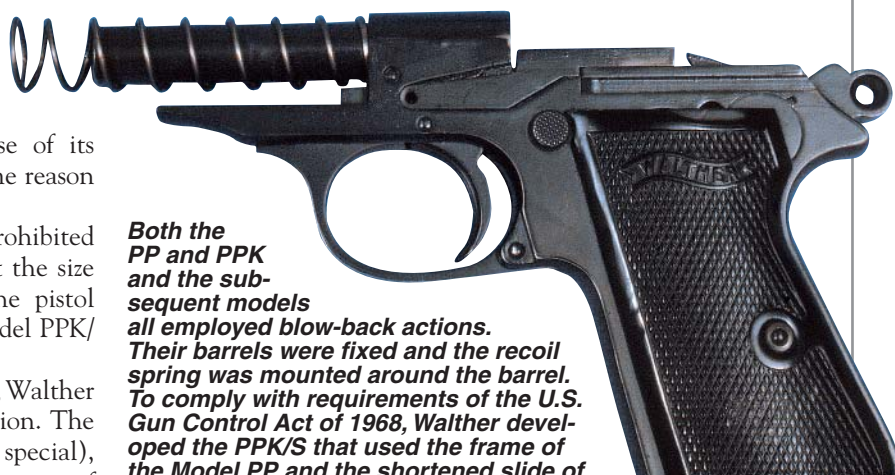 se of its
he reason
rohibited
t the size
he pistol
del PPK/
Walther
ion. The
special),
of
Both the
PP and PPK
and the sub-
sequent models
all employed blow-back actions.
Their barrels were fixed and the recoil
spring was mounted around the barrel.
To comply with requirements of the U.S.
Gun Control Act of 1968, Walther devel-
oped the PPK/S that used the frame of
the Model PP and the shortened slide of
WALTHER